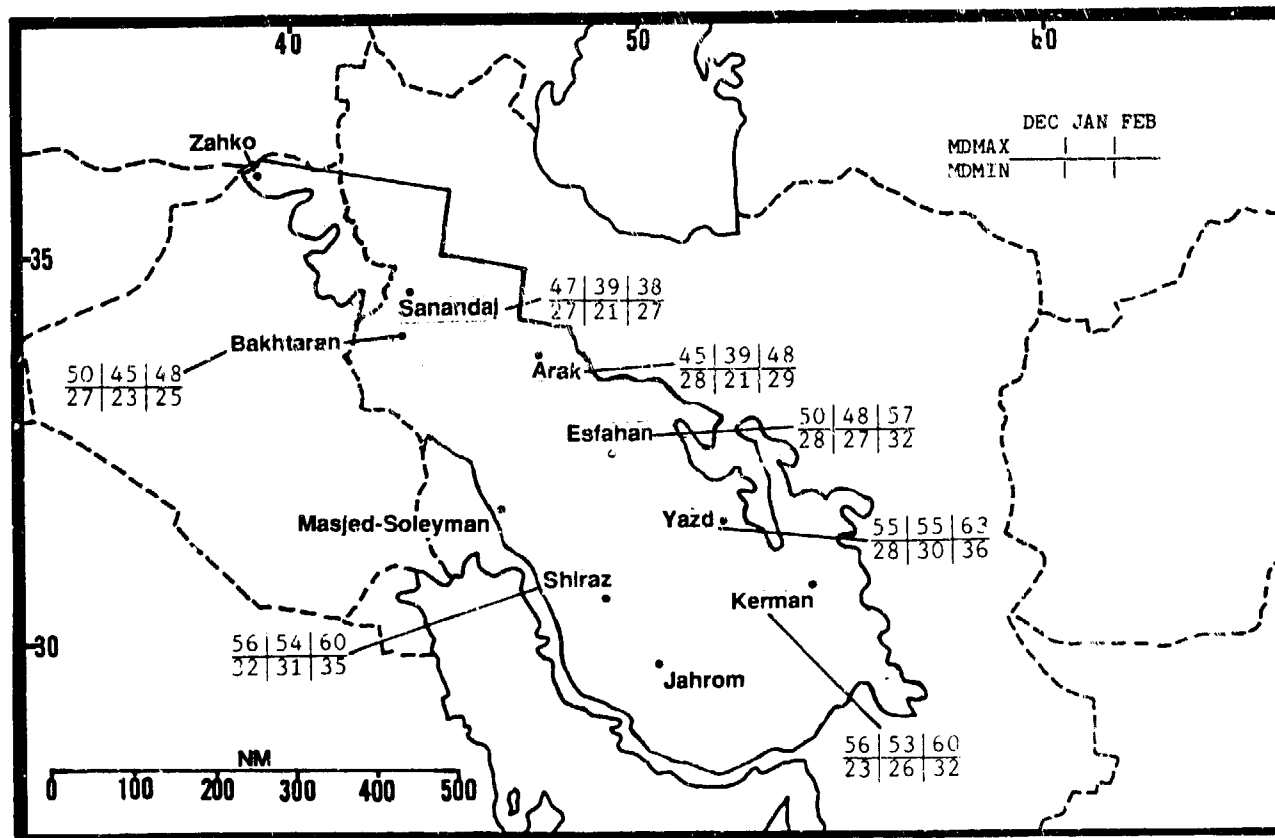 40 50 60
DEC JAN FEB
MDMAX
MDMIN
Zahko
35
47|39|38
27|21|27
Sanandaj
Bakhtaran
50|45|48
27|23|25
Arak
45|39|48
28|21|29
Esfahan
50|48|57
28|27|32
Masjed-Soleyman
Yazd
55|55|63
28|30|36
Shiraz
Kerman
56|54|60
32|31|35
30
Jahrom
56|53|60
23|26|32
NM
0 100 200 300 400 500